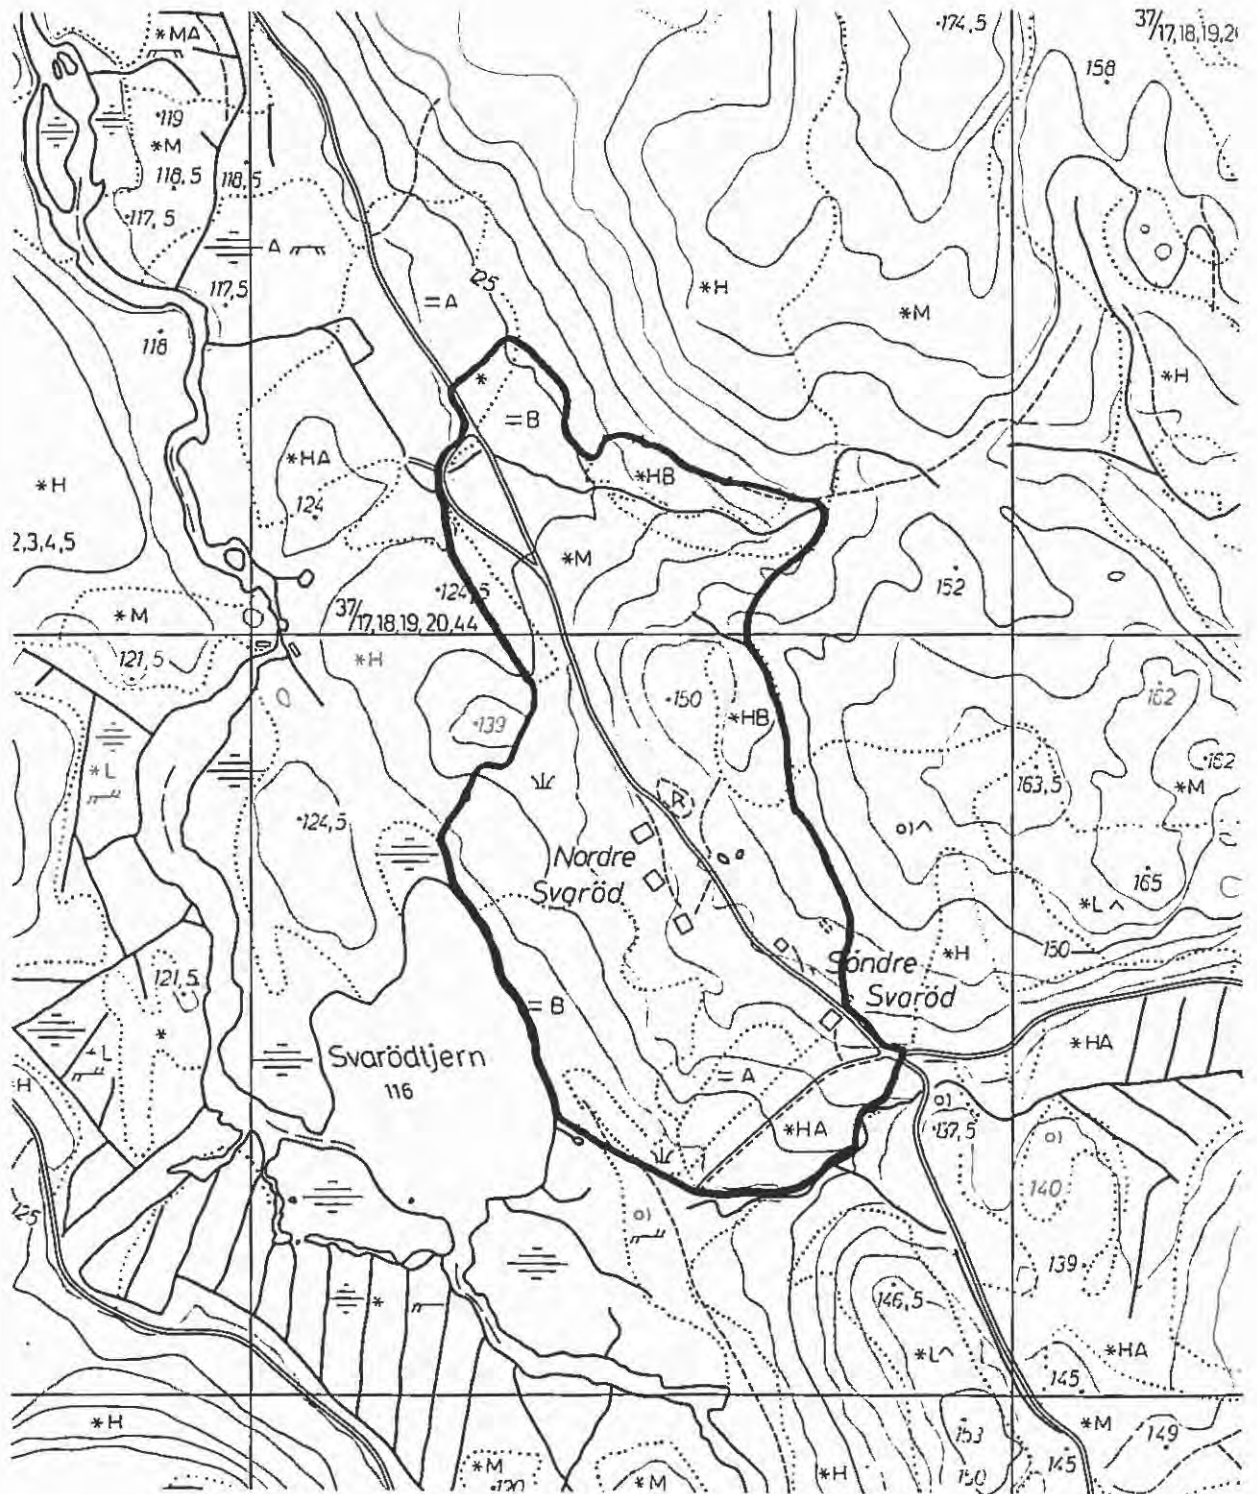 *MA
·174,5
37/17,18,19,2
158
·119
*M
118,5
118,5
·117,5
A
117,5
125
*H
=A
*M
118
*H
*
=B
*HA
*HB
*H
124
2,3,4,5
*M
152
·124,5
*M
37/17,18,19,20,44
121,5
*H
·150
162
·139
*HB
·162
*L
163,5
*M
R
·124,5
o)^
Nordre
Svaröd
165
*L^
*H
150
Söndre
Svaröd
121,5
=B
*
L
*HA
Svarödtjern
116
=A
H
o)
*HA
·137,5
o)
140
125
o)
139
146,5
*
*L^
*HA
145
*H
153
*M
149
*M
·120
*M
*H
150
145